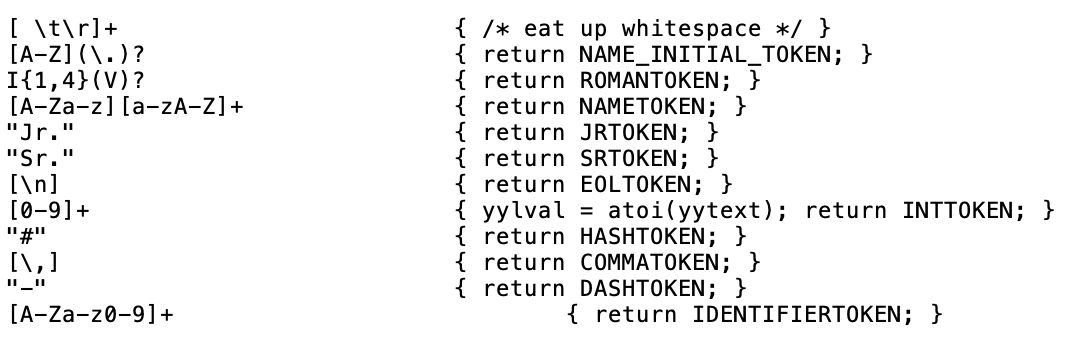 [ \t\r]+ { /* eat up whitespace */ }
[A-Z](\.)? { return NAME_INITIAL_TOKEN; }
I{1,4}(V)? { return ROMANTOKEN; }
[A-Za-z][a-zA-Z]+ { return NAMETOKEN; }
"Jr." { return JRTOKEN; }
"Sr." { return SRTOKEN; }
[\n] { return EOLTOKEN; }
[0-9]+ { yylval = atoi(yytext); return INTTOKEN; }
"#" { return HASHTOKEN; }
[\,] { return COMMATOKEN; }
"-" { return DASHTOKEN; }
[A-Za-z0-9]+ { return IDENTIFIERTOKEN; }